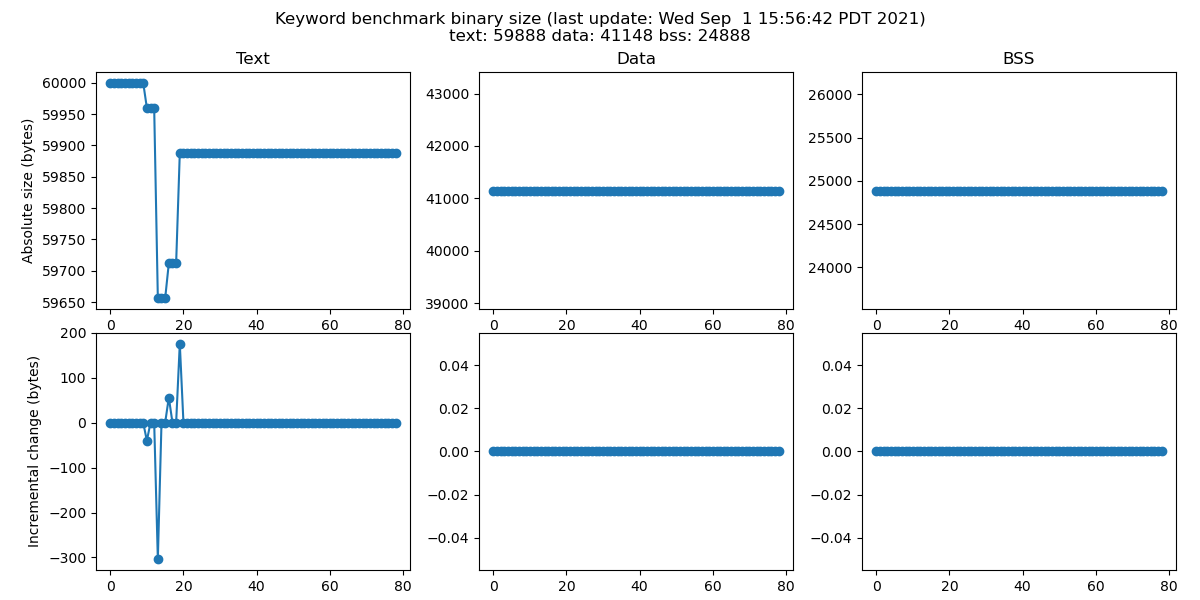 Keyword benchmark binary size (last update: Wed Sep  1 15:56:42 PDT 2021)
text: 59888 data: 41148 bss: 24888
Text
Absolute size (bytes)
60000
59950
59900
59850
59800
59750
59700
59650
0 20 40 60 80
Data
43000
42000
41000
40000
39000
0 20 40 60 80
BSS
26000
25500
25000
24500
24000
0 20 40 60 80
Incremental change (bytes)
200
100
0
−100
−200
−300
0 20 40 60 80
0.04
0.02
0.00
−0.02
−0.04
0 20 40 60 80
0.04
0.02
0.00
−0.02
−0.04
0 20 40 60 80